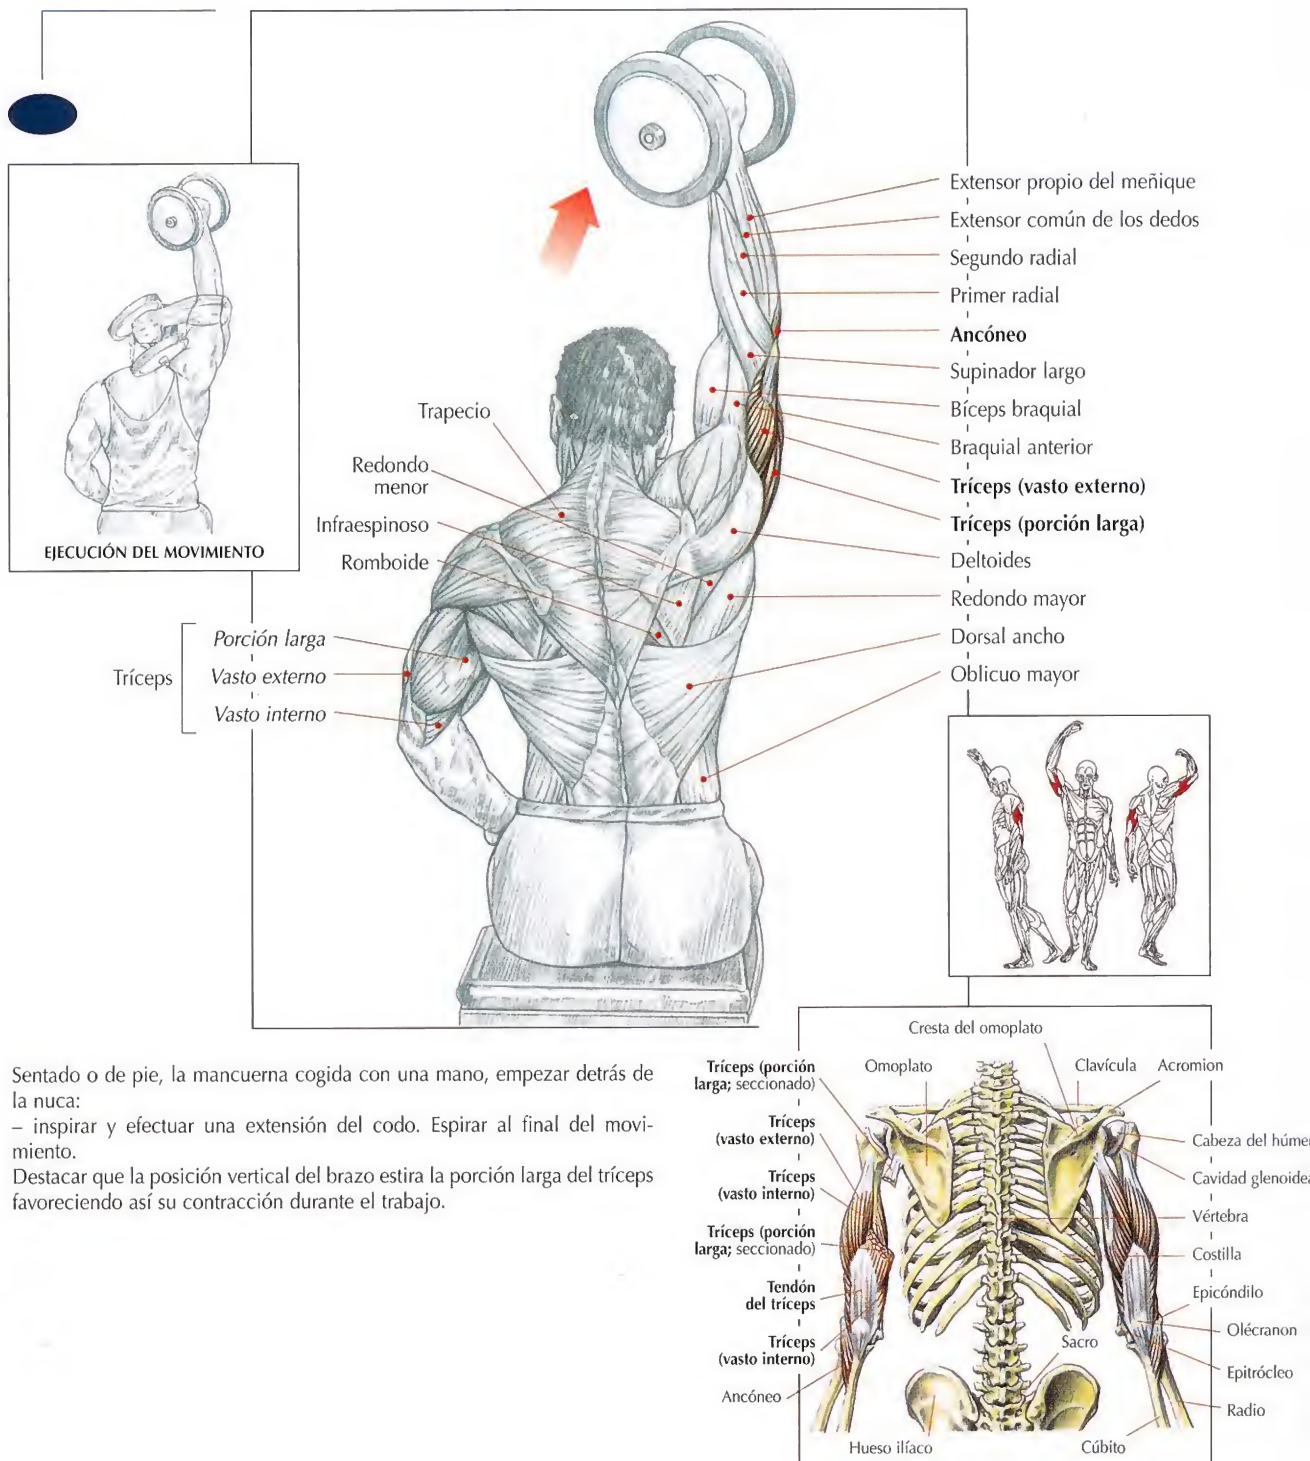 Extensor propio del meñique
Extensor común de los dedos
Segundo radial
Primer radial
Ancóneo
Supinador largo
Bíceps braquial
Braquial anterior
Tríceps (vasto externo)
Tríceps (porción larga)
Deltoides
Redondo mayor
Dorsal ancho
Oblicuo mayor
Trapecio
Redondo
menor
Infraespinoso
Romboide
EJECUCIÓN DEL MOVIMIENTO
Tríceps
Porción larga
Vasto externo
Vasto interno
Sentado o de pie, la mancuerna cogida con una mano, empezar detrás de
la nuca:
– inspirar y efectuar una extensión del codo. Espirar al final del movi-
miento.
Destacar que la posición vertical del brazo estira la porción larga del tríceps
favoreciendo así su contracción durante el trabajo.
Cresta del omoplato
Tríceps (porción
larga; seccionado)
Omoplato
Clavícula
Acromion
Tríceps
(vasto externo)
Tríceps
(vasto interno)
Tríceps (porción
larga; seccionado)
Tendón
del tríceps
Tríceps
(vasto interno)
Ancóneo
Cabeza del húmer
Cavidad glenoidea
Vértebra
Costilla
Epicóndilo
Olécranon
Sacro
Epitrócleo
Radio
Hueso ilíaco
Cúbito